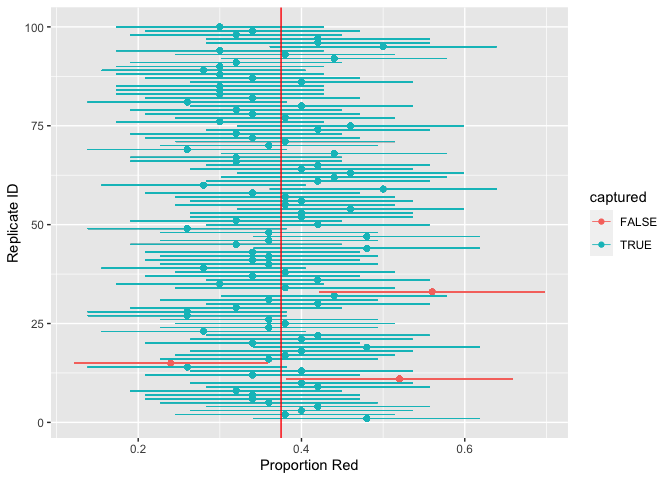 100
75
50
25
0
0.2 0.4 0.6
Replicate ID
Proportion Red
captured
FALSE
TRUE